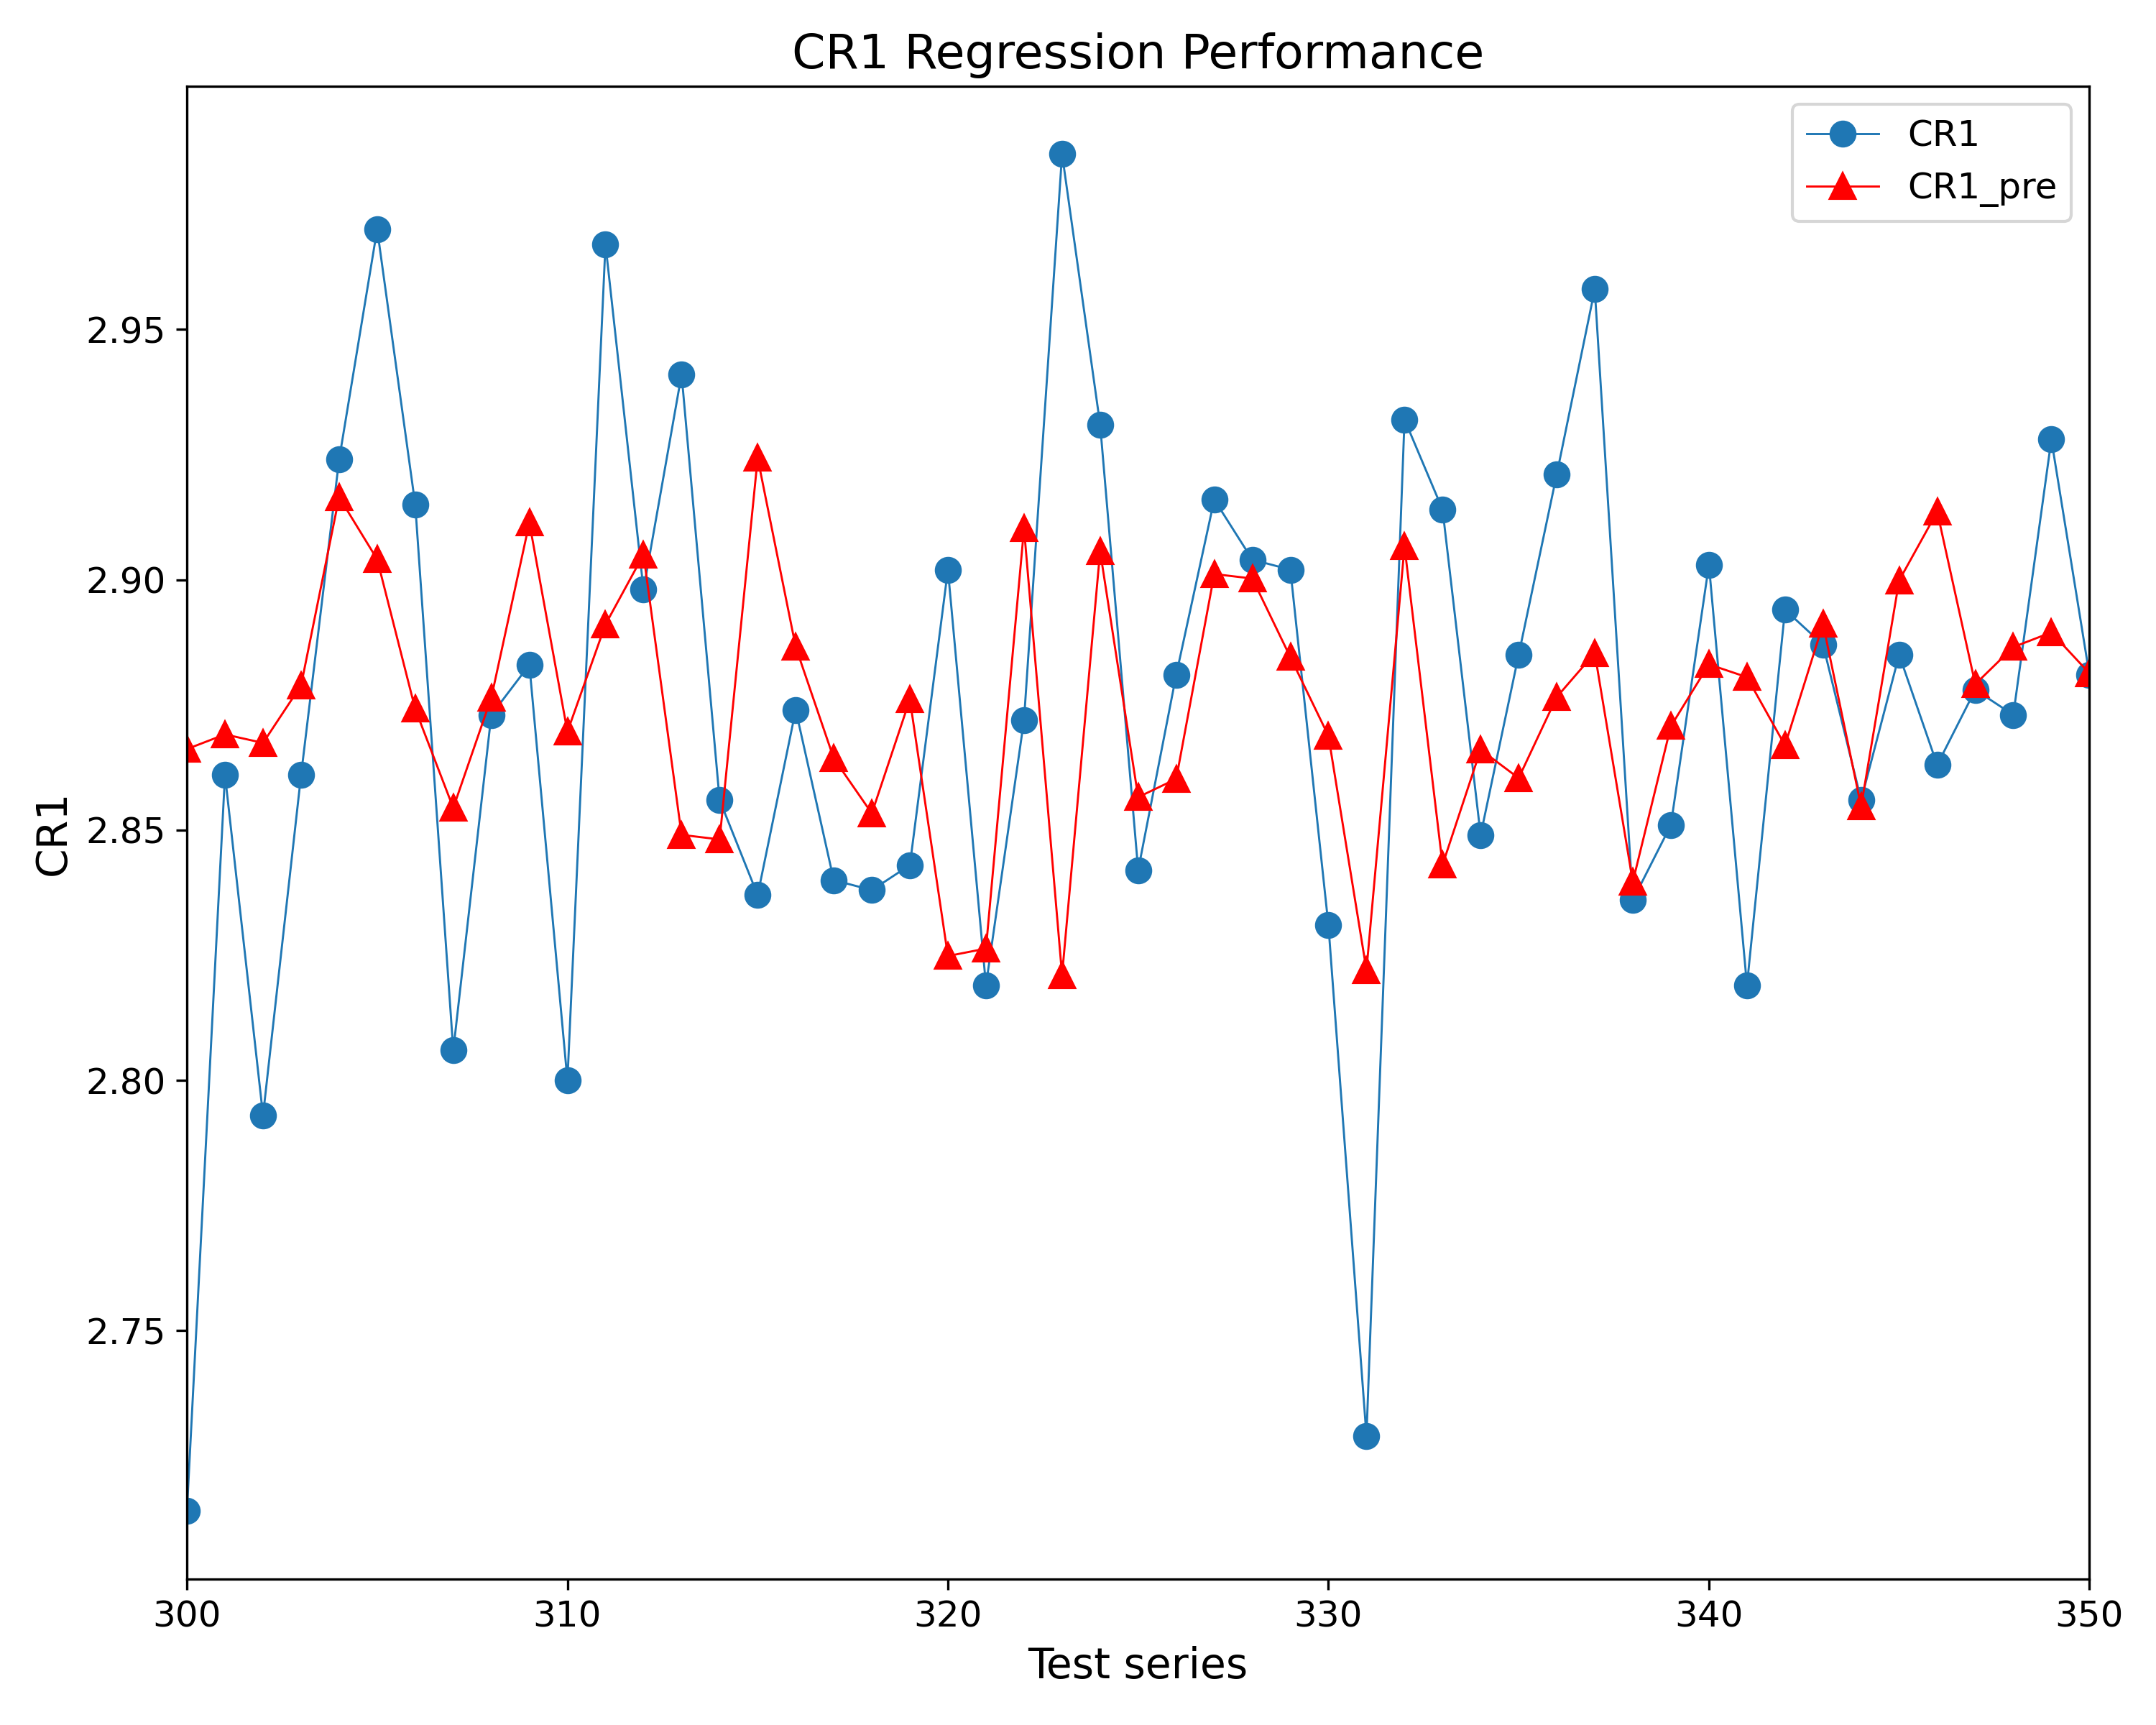 CR1 Regression Performance
CR1
CR1_pre
2.95
2.90
2.85
2.80
2.75
CR1
300 310 320 330 340 350
Test series